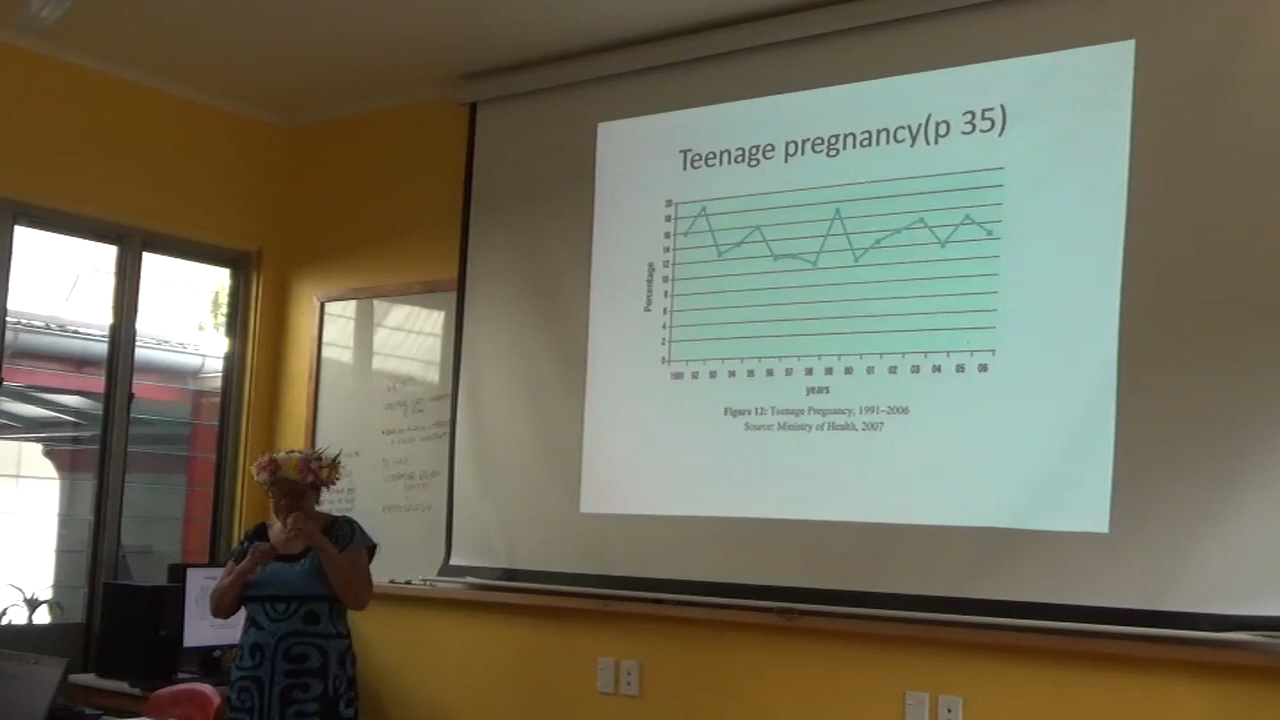 Teenage pregnancy(p 35)
20
18
16
14
12
10
8
6
4
2
0
Percentage
1991 92 93 94 95 96 97 98 99 00 01 02 03 04 05 06
years
Figure 12: Teenage Pregnancy, 1991–2006
Source: Ministry of Health, 2007